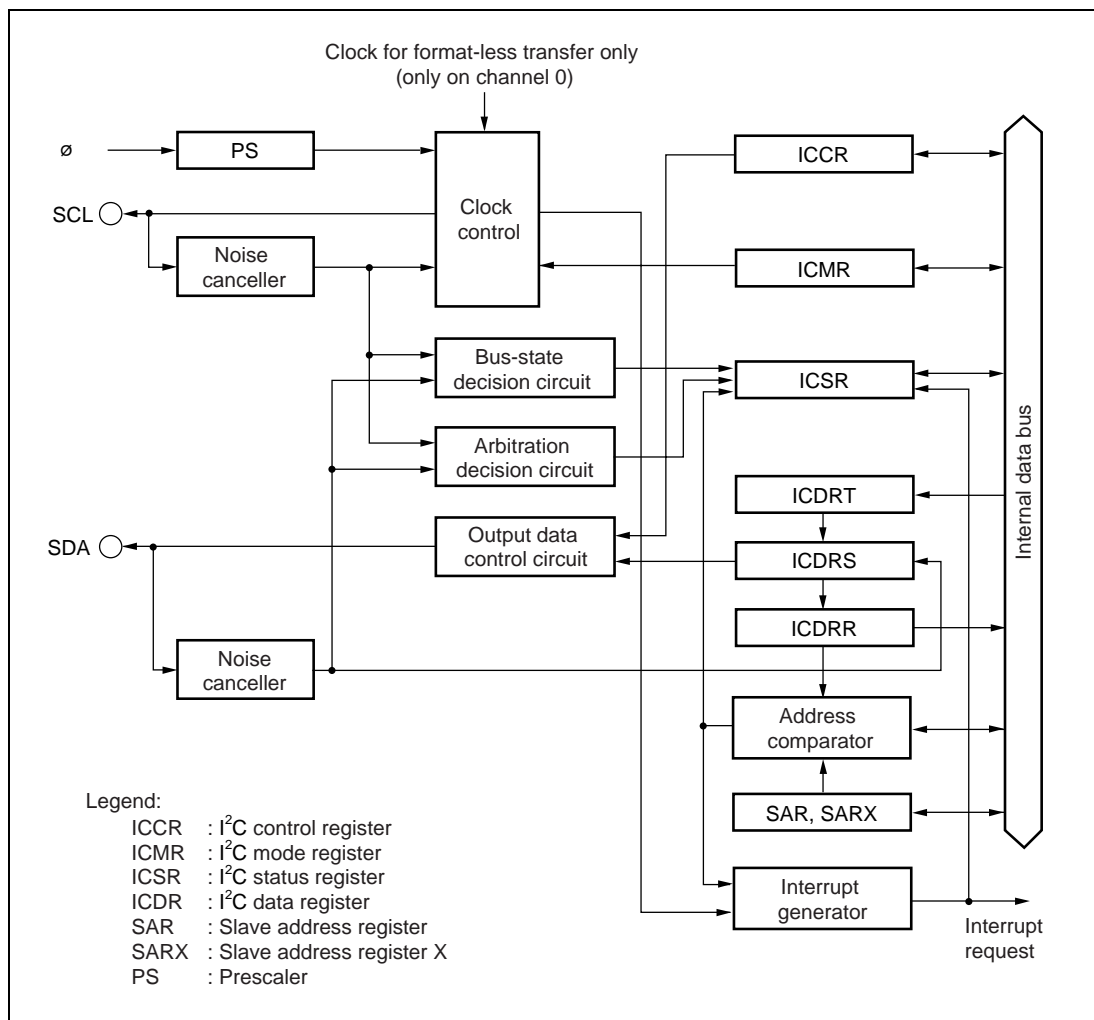 Clock for format-less transfer only
(only on channel 0)
ø
PS
ICCR
SCL
Clock
control
Noise
canceller
ICMR
Bus-state
decision circuit
ICSR
Arbitration
decision circuit
Internal data bus
ICDRT
SDA
Output data
control circuit
ICDRS
ICDRR
Noise
canceller
Address
comparator
SAR, SARX
Interrupt
generator
Interrupt
request
Legend:
ICCR : I²C control register
ICMR : I²C mode register
ICSR : I²C status register
ICDR : I²C data register
SAR : Slave address register
SARX : Slave address register X
PS : Prescaler